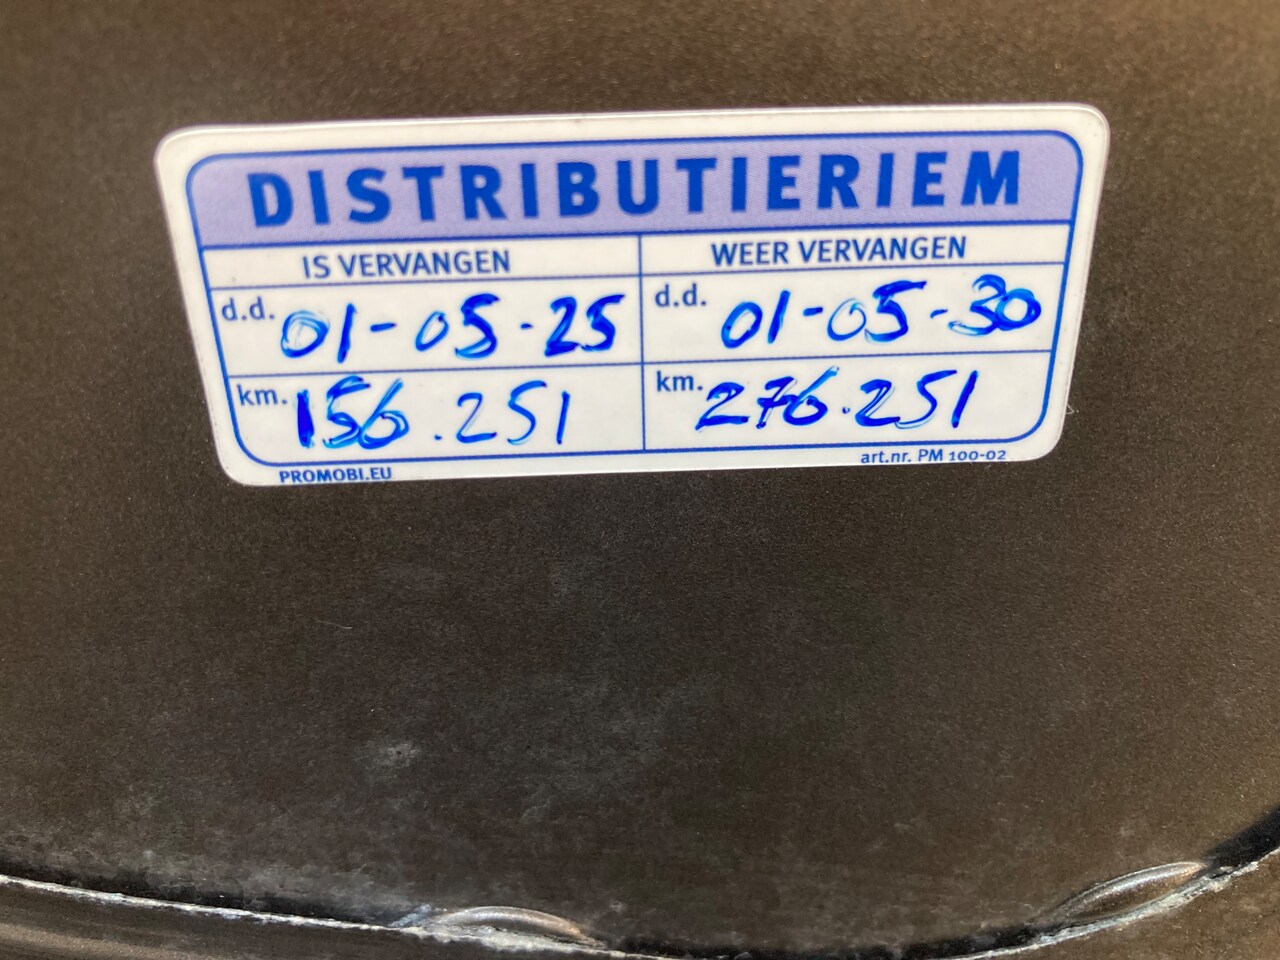 DISTRIBUTIERIEM
IS VERVANGEN
WEER VERVANGEN
d.d. 01-05-25
d.d. 01-05-30
km. 156.251
km. 276.251
PROMOBI.EU
art.nr. PM 100-02